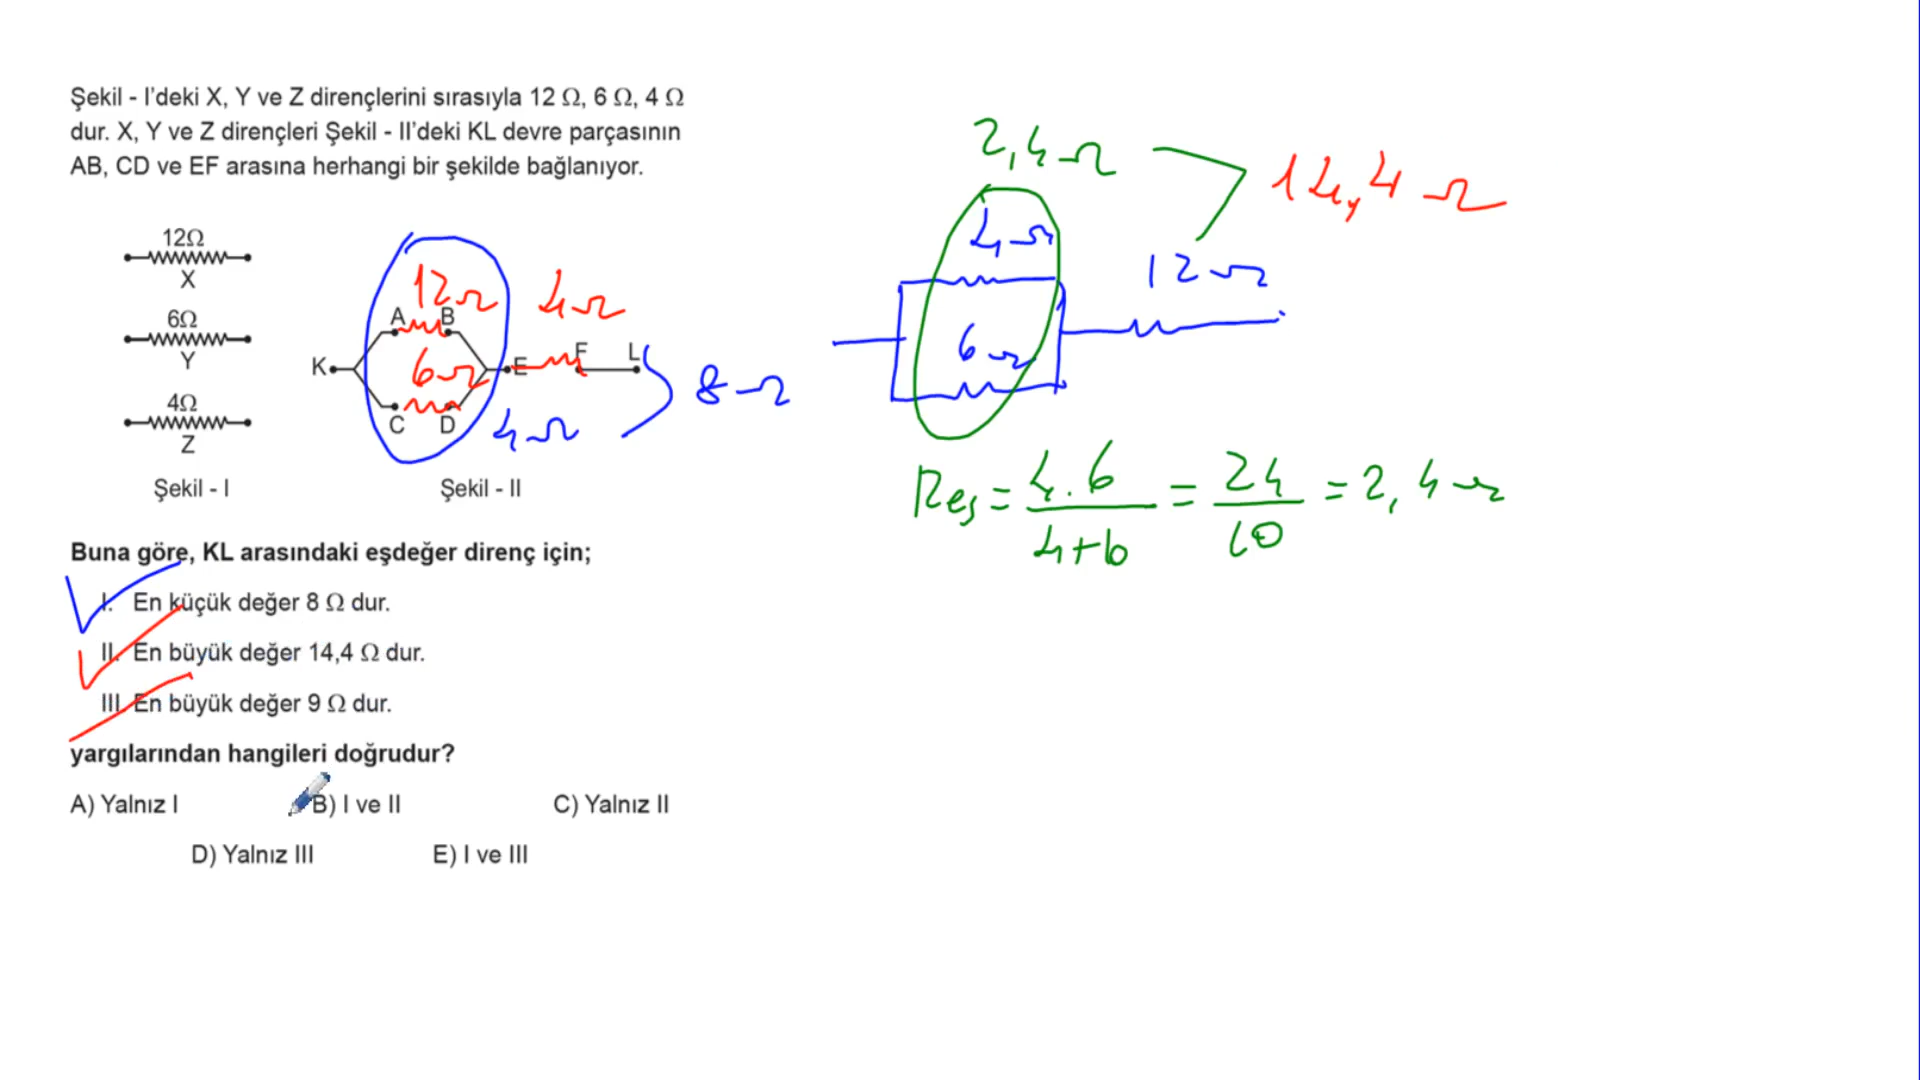 Şekil - I'deki X, Y ve Z dirençlerini sırasıyla 12 Ω, 6 Ω, 4 Ω
dur. X, Y ve Z dirençleri Şekil - II'deki KL devre parçasının
AB, CD ve EF arasına herhangi bir şekilde bağlanıyor.
12Ω
X
6Ω
Y
4Ω
Z
Şekil - I
12Ω
4Ω
A B
K
6Ω
E F L
C D
4Ω
8Ω
Şekil - II
2,4Ω
14,4Ω
4Ω
12Ω
6Ω
Reş = 4.6 / 4+6 = 24 / 10 = 2,4Ω
Buna göre, KL arasındaki eşdeğer direnç için;
I. En küçük değer 8 Ω dur.
II. En büyük değer 14,4 Ω dur.
III. En büyük değer 9 Ω dur.
yargılarından hangileri doğrudur?
A) Yalnız I B) I ve II C) Yalnız II
D) Yalnız III E) I ve III